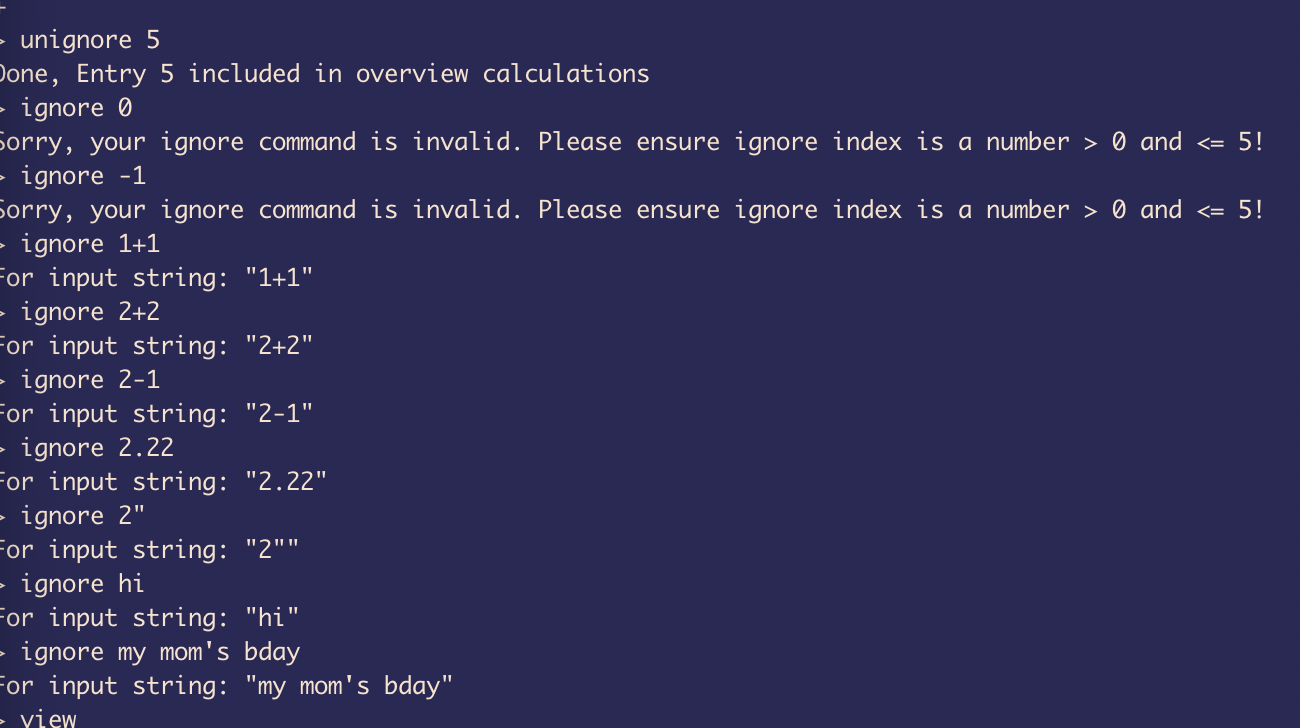 > unignore 5
Done, Entry 5 included in overview calculations
> ignore 0
Sorry, your ignore command is invalid. Please ensure ignore index is a number > 0 and <= 5!
> ignore -1
Sorry, your ignore command is invalid. Please ensure ignore index is a number > 0 and <= 5!
> ignore 1+1
For input string: "1+1"
> ignore 2+2
For input string: "2+2"
> ignore 2-1
For input string: "2-1"
> ignore 2.22
For input string: "2.22"
> ignore 2"
For input string: "2""
> ignore hi
For input string: "hi"
> ignore my mom's bday
For input string: "my mom's bday"
> view